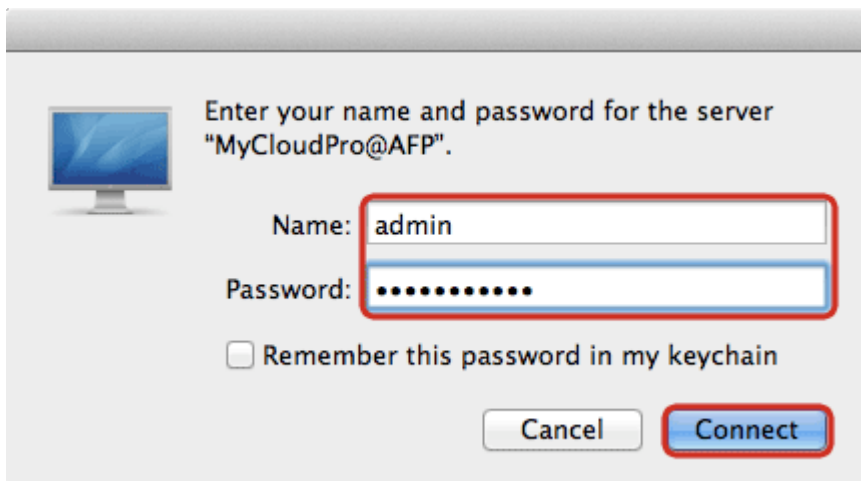 Enter your name and password for the server
“MyCloudPro@AFP”.
Name: admin
Password: •••••••••••
Remember this password in my keychain
Cancel Connect